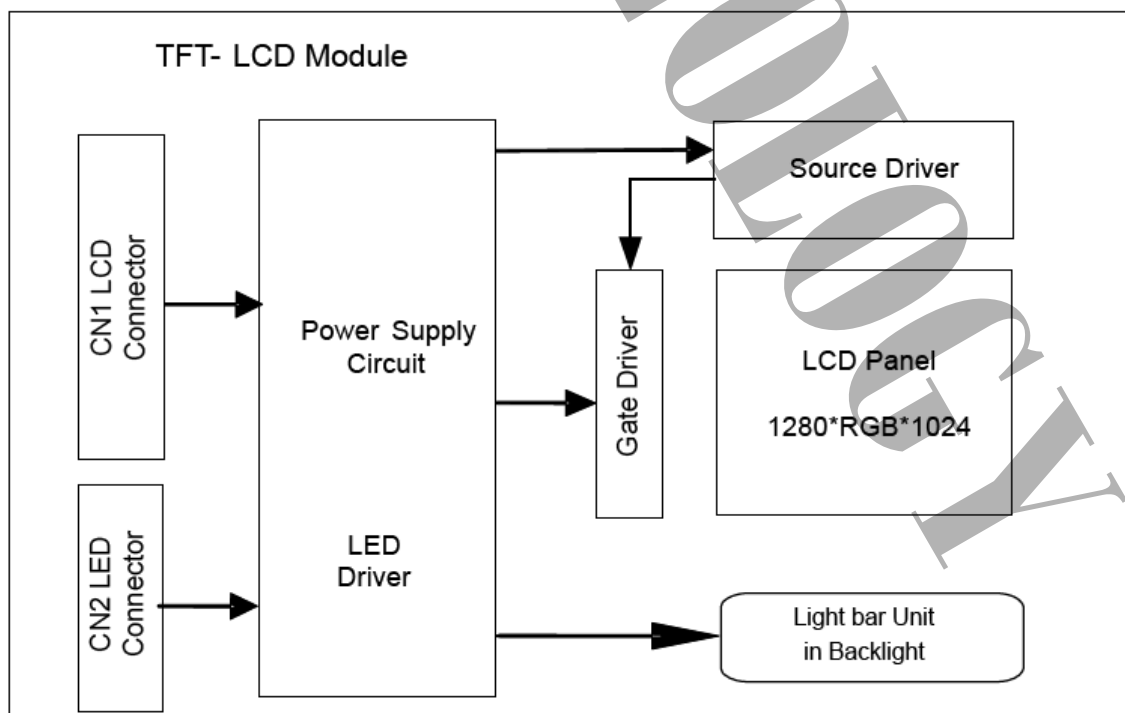 TFT- LCD Module
CN1 LCD
Connector
Power Supply
Circuit
Source Driver
Gate Driver
LCD Panel
1280*RGB*1024
CN2 LED
Connector
LED
Driver
Light bar Unit
in Backlight
OLOGY